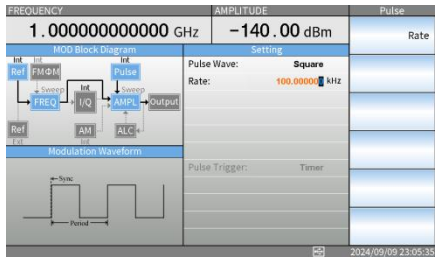 FREQUENCY
AMPLITUDE
Pulse
1.000000000000 GHz
-140.00 dBm
Rate
MOD Block Diagram
Setting
Int
Int
Int
Ref
FMΦM
Pulse
Sweep
Int
Sweep
FREQ
I/Q
AMPL
Output
Ref
AM
ALC
Ext
Int
Pulse Wave:
Square
Rate:
100.000000 kHz
Modulation Waveform
Pulse Trigger:
Timer
Sync
Period
2024/09/09 23:05:35